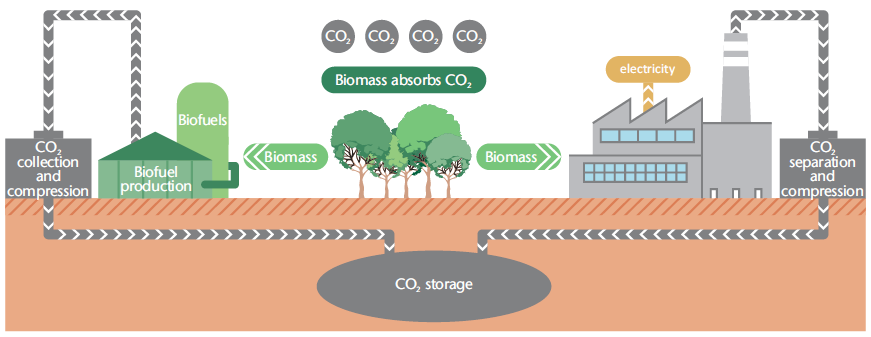 CO₂ CO₂ CO₂ CO₂
Biomass absorbs CO₂
electricity
Biofuels
CO₂
collection
and
compression
Biofuel
production
Biomass
Biomass
CO₂
separation
and
compression
CO₂ storage